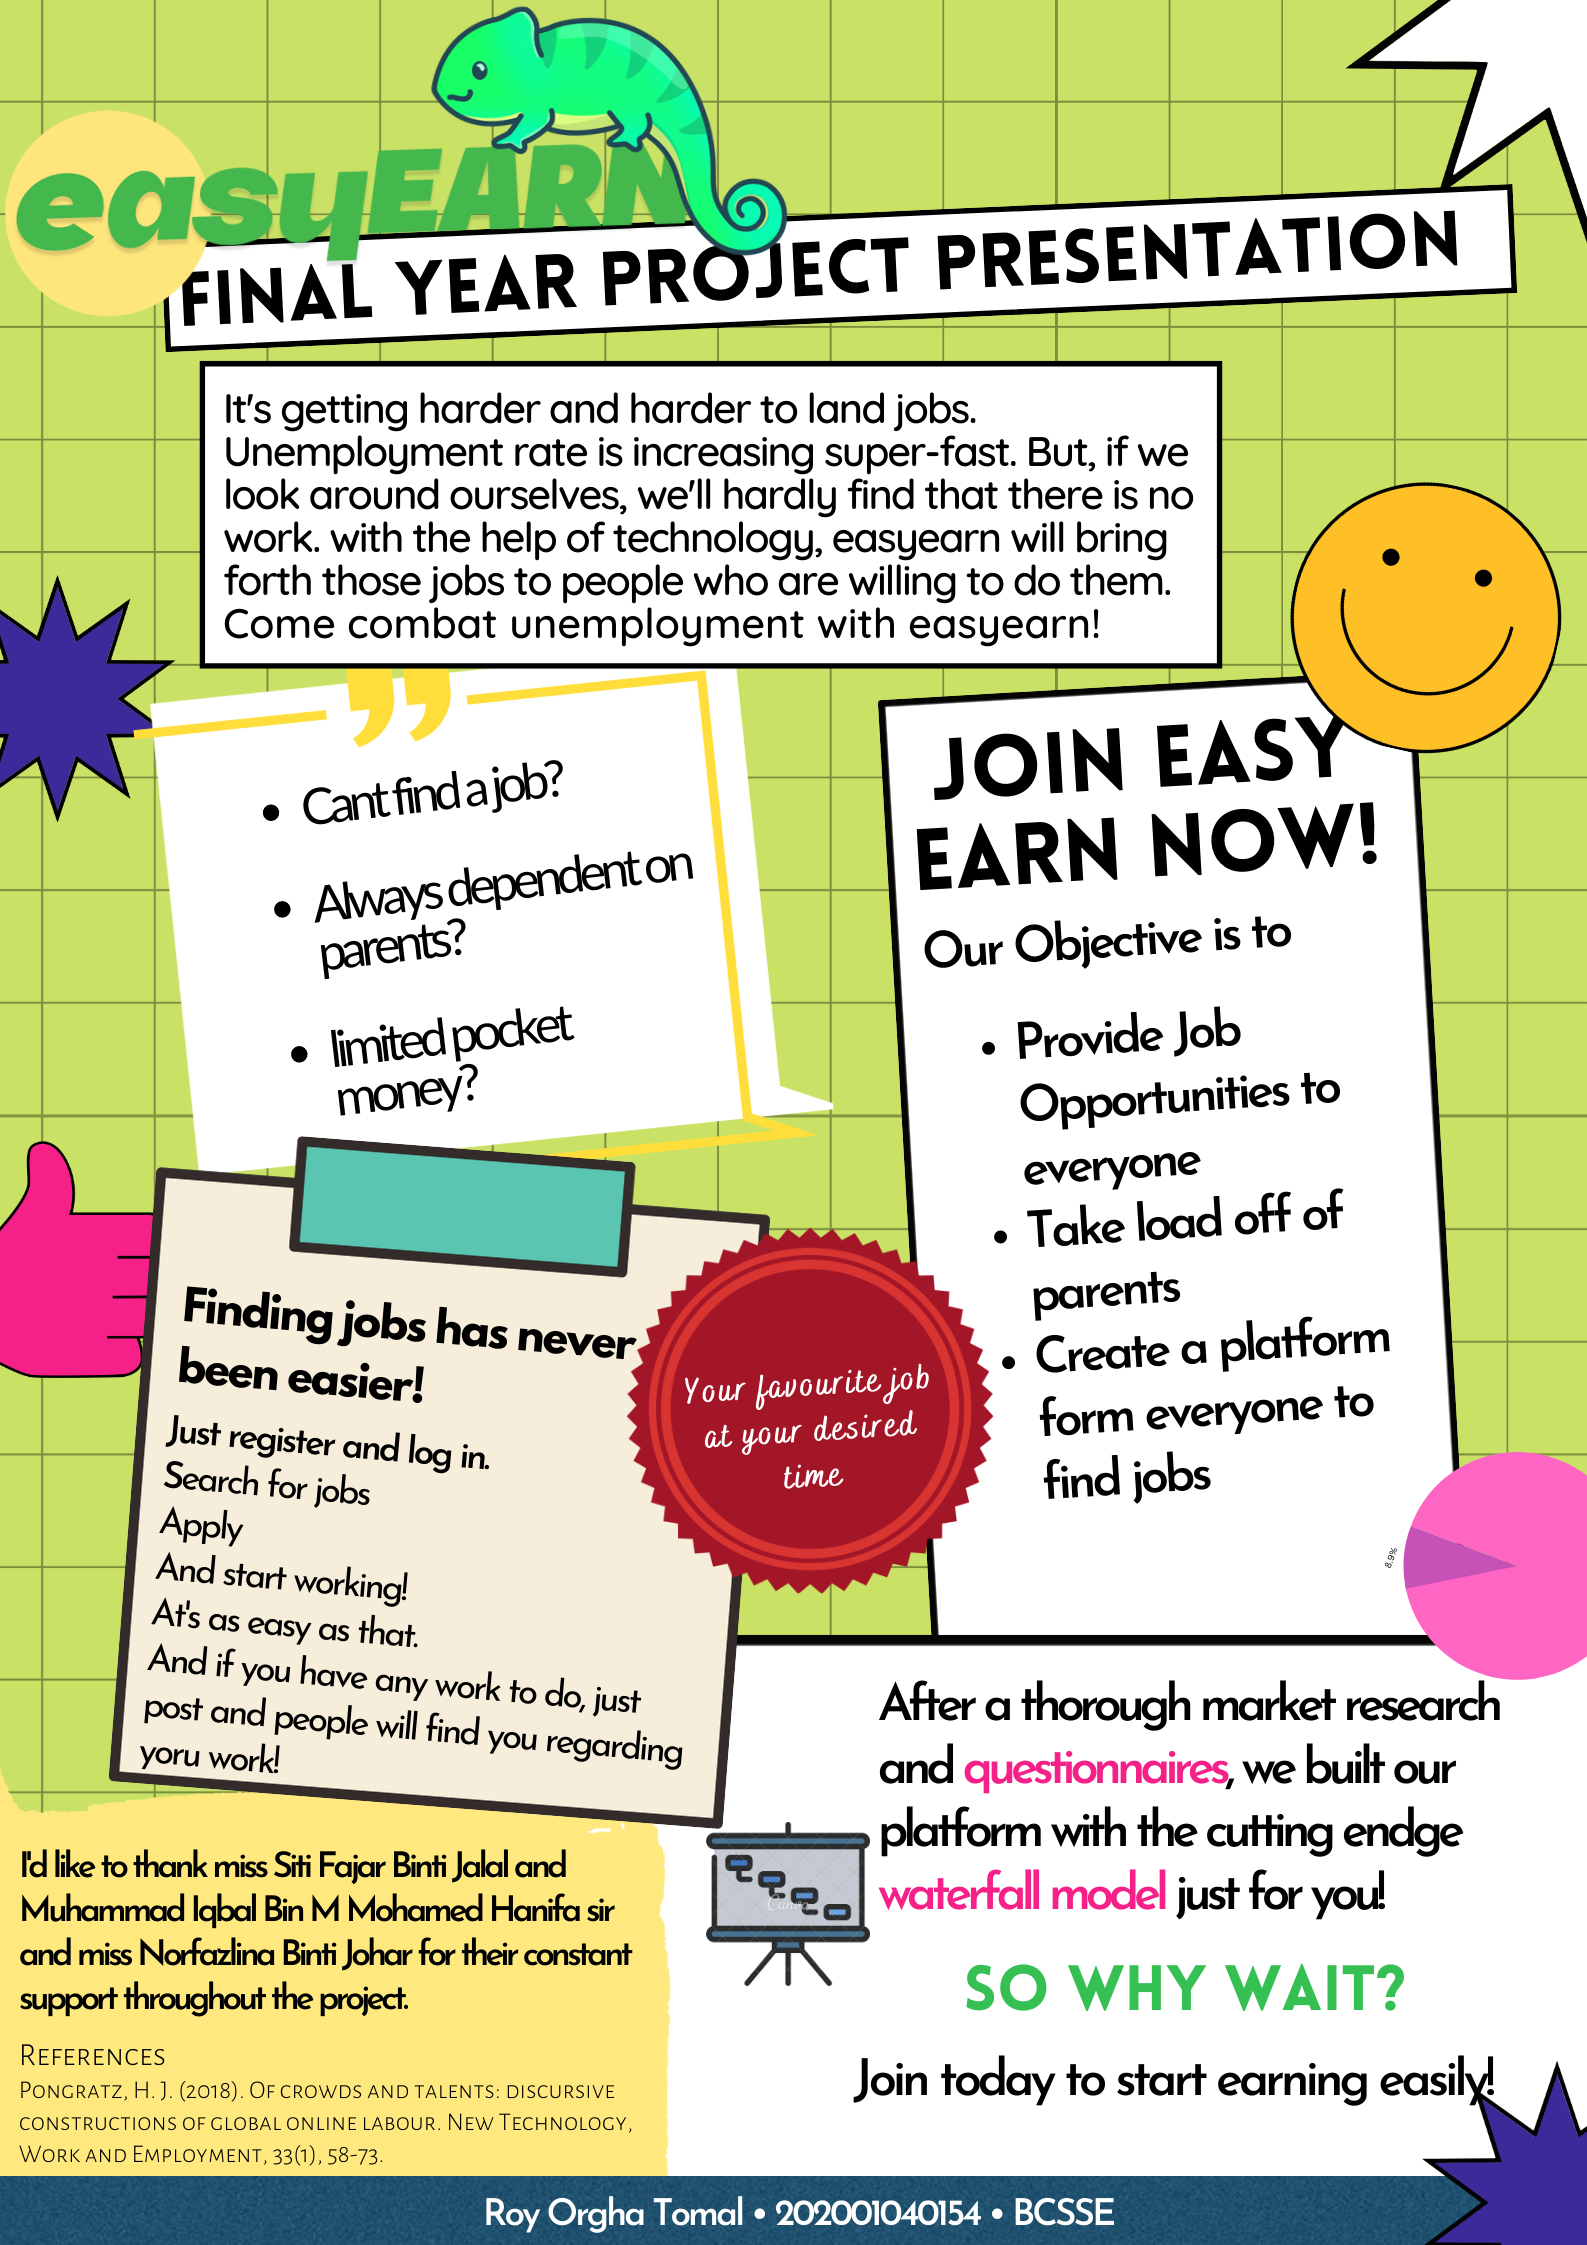 easyEARN
FINAL YEAR PROJECT PRESENTATION
It's getting harder and harder to land jobs.
Unemployment rate is increasing super-fast. But, if we
look around ourselves, we'll hardly find that there is no
work. with the help of technology, easyearn will bring
forth those jobs to people who are willing to do them.
Come combat unemployment with easyearn!
”
• Cant find a job?
• Always dependent on
parents?
• limited pocket
money?
JOIN EASY
EARN NOW!
Our Objective is to
• Provide Job
Opportunities to
everyone
• Take load off of
parents
• Create a platform
form everyone to
find jobs
8.9%
Finding jobs has never
been easier!
Just register and log in.
Search for jobs
Apply
And start working!
At's as easy as that.
And if you have any work to do, just
post and people will find you regarding
yoru work!
Your favourite job
at your desired
time
After a thorough market research
and questionnaires, we built our
platform with the cutting endge
waterfall model just for you!
Canva
SO WHY WAIT?
Join today to start earning easily!
I'd like to thank miss Siti Fajar Binti Jalal and
Muhammad Iqbal Bin M Mohamed Hanifa sir
and miss Norfazlina Binti Johar for their constant
support throughout the project.
References
Pongratz, H. J. (2018). Of crowds and talents: discursive
constructions of global online labour. New Technology,
Work and Employment, 33(1), 58-73.
Roy Orgha Tomal • 202001040154 • BCSSE